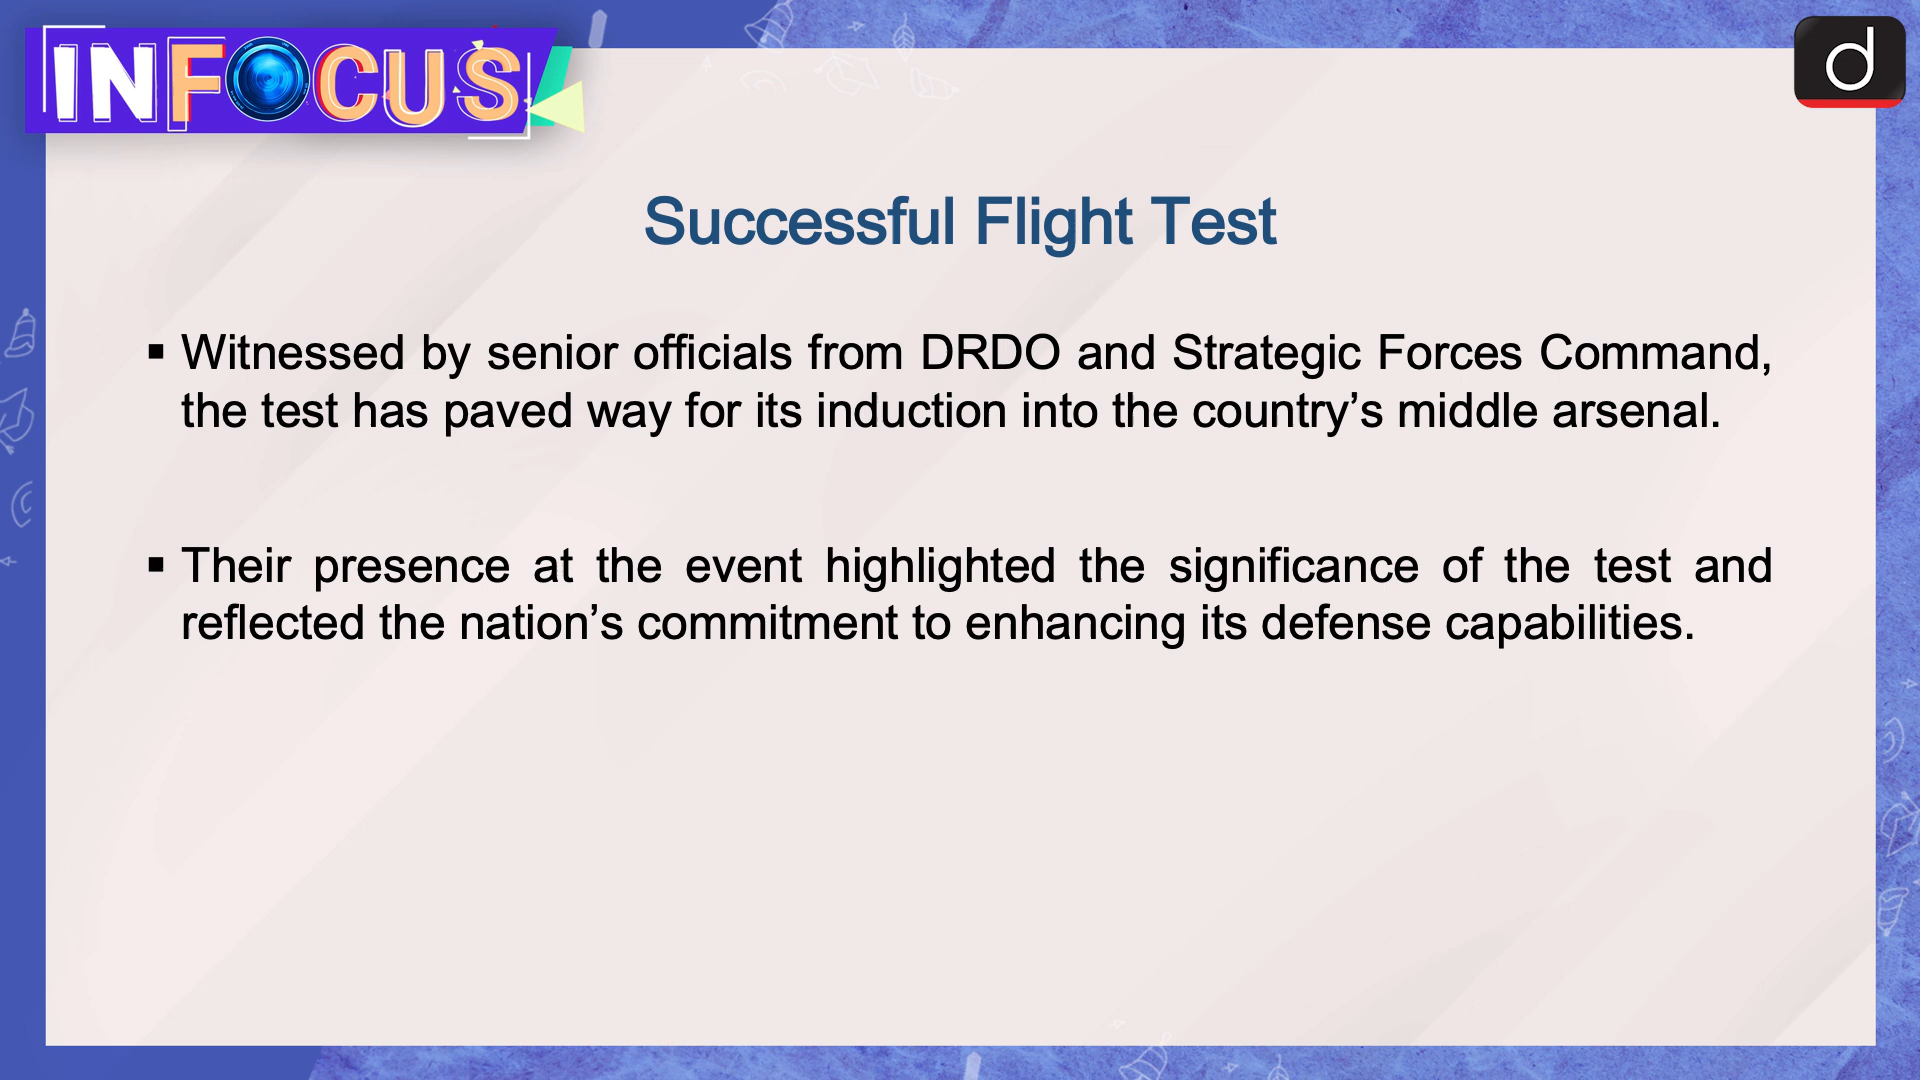 INFOCUS
d
Successful Flight Test
▪ Witnessed by senior officials from DRDO and Strategic Forces Command,
the test has paved way for its induction into the country’s middle arsenal.
▪ Their presence at the event highlighted the significance of the test and
reflected the nation’s commitment to enhancing its defense capabilities.